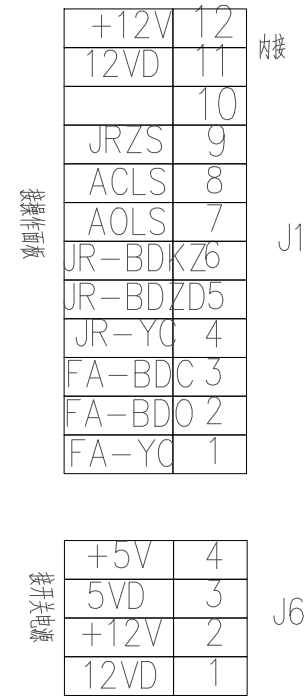 +12V 12
12VD 11
内接
10
JRZS 9
ACLS 8
AOLS 7
JR-BDKZ 6
JR-BDZD 5
JR-YC 4
FA-BDC 3
FA-BDO 2
FA-YC 1
接操作面板
J1
+5V 4
5VD 3
+12V 2
12VD 1
接开关电源
J6